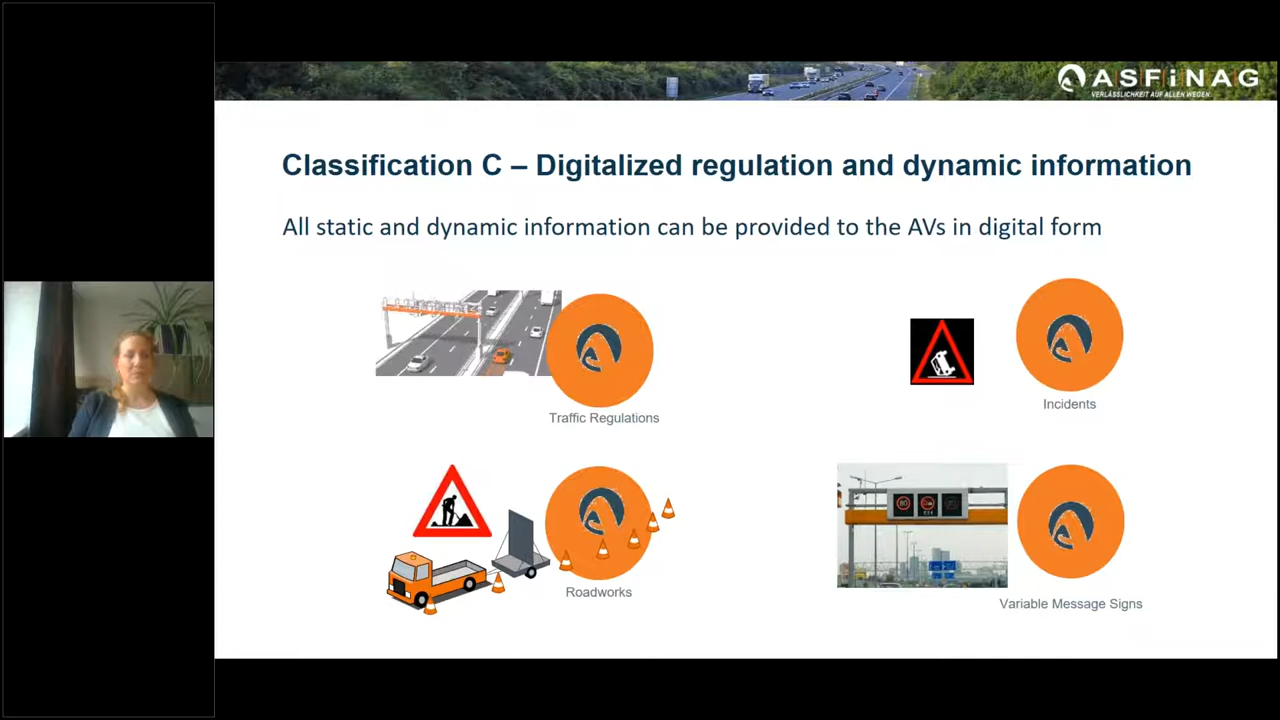 ASFiNAG
VERLÄSSLICHKEIT AUF ALLEN WEGEN.
Classification C – Digitalized regulation and dynamic information
All static and dynamic information can be provided to the AVs in digital form
Traffic Regulations
Incidents
Roadworks
80
Variable Message Signs